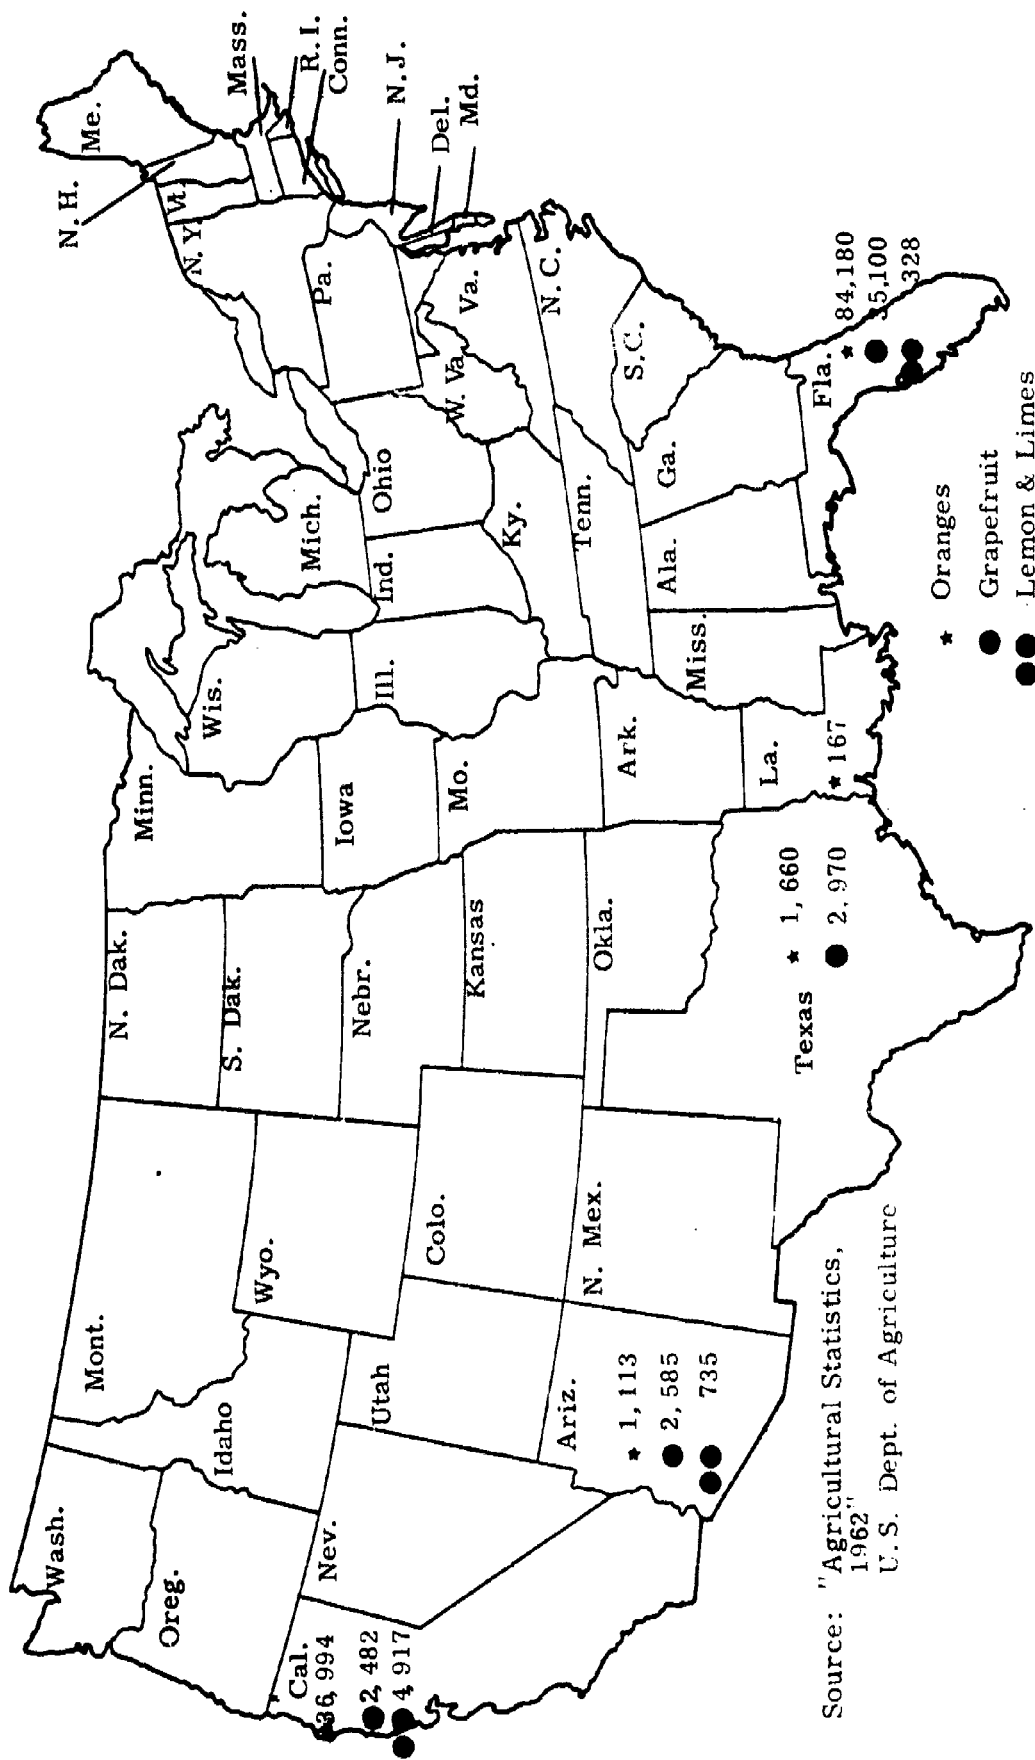 Wash.
Oreg.
Cal.
36,994
2,482
4,917
Nev.
Idaho
Mont.
Wyo.
Utah
Colo.
Ariz.
* 1,113
2,585
735
N. Mex.
N. Dak.
S. Dak.
Nebr.
Kansas
Okla.
Texas
* 1,660
2,970
Minn.
Iowa
Mo.
Ark.
La.
* 167
Wis.
Ill.
Mich.
Ind.
Ohio
Ky.
Tenn.
Miss.
Ala.
Ga.
Fla.
* 84,180
35,100
328
S.C.
N. C.
Va.
W. Va.
Pa.
N. Y.
Vt.
N. H.
Me.
Mass.
R. I.
Conn.
N. J.
Del.
Md.
* Oranges
Grapefruit
Lemon & Limes
Source: "Agricultural Statistics,
1962"
U.S. Dept. of Agriculture